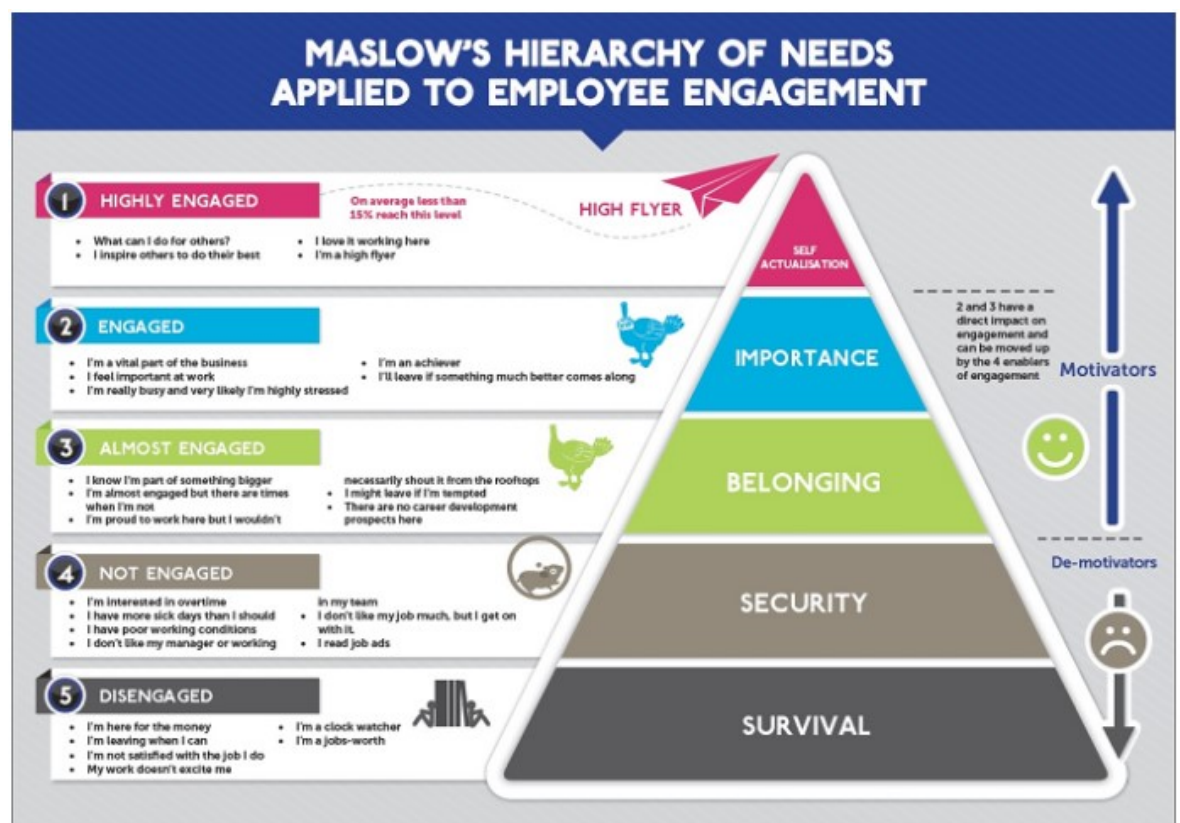 MASLOW'S HIERARCHY OF NEEDS
APPLIED TO EMPLOYEE ENGAGEMENT
1 HIGHLY ENGAGED
On average less than
15% reach this level
HIGH FLYER
• What can I do for others?
• I inspire others to do their best
• I love it working here
• I'm a high flyer
SELF
ACTUALISATION
2 ENGAGED
• I'm a vital part of the business
• I feel important at work
• I'm really busy and very likely I'm highly stressed
• I'm an achiever
• I'll leave if something much better comes along
IMPORTANCE
2 and 3 have a
direct impact on
engagement and
can be moved up
by the 4 enablers
of engagement
Motivators
3 ALMOST ENGAGED
• I know I'm part of something bigger
• I'm almost engaged but there are times
when I'm not
• I'm proud to work here but I wouldn't
necessarily shout it from the rooftops
• I might leave if I'm tempted
• There are no career development
prospects here
BELONGING
4 NOT ENGAGED
• I'm interested in overtime
• I have more sick days than I should
• I have poor working conditions
• I don't like my manager or working
in my team
• I don't like my job much, but I get on
with it.
• I read job ads
SECURITY
De-motivators
5 DISENGAGED
• I'm here for the money
• I'm leaving when I can
• I'm not satisfied with the job I do
• My work doesn't excite me
• I'm a clock watcher
• I'm a jobs-worth
SURVIVAL